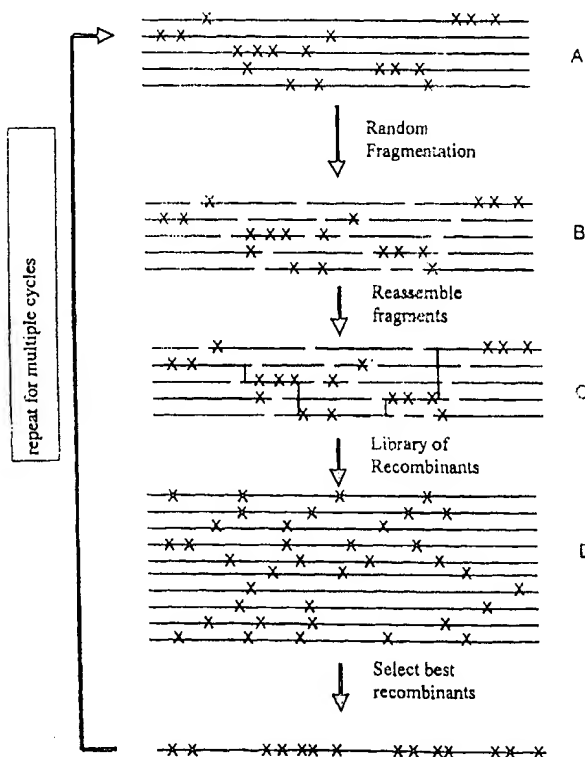 A
Random
Fragmentation
B
Reassemble
fragments
C
Library of
Recombinants
D
Select best
recombinants
repeat for multiple cycles